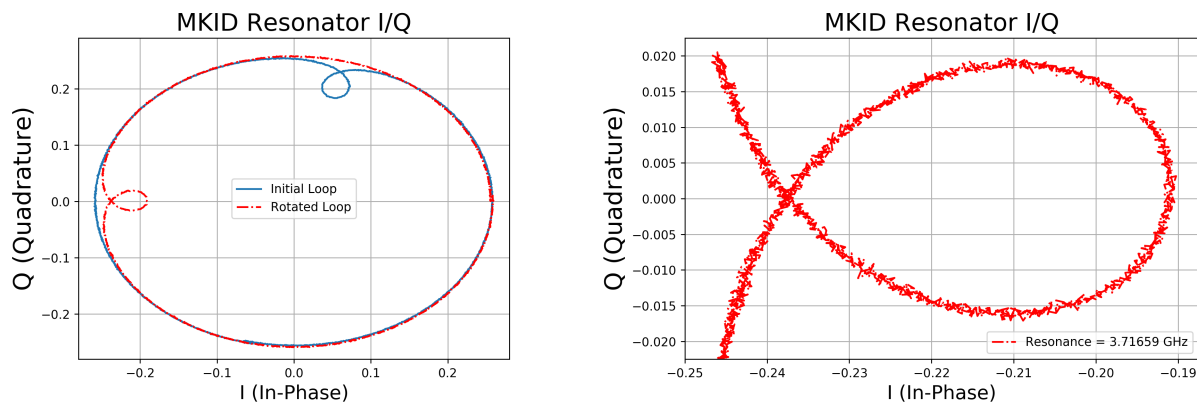 MKID Resonator I/Q
Q (Quadrature)
0.2
0.1
0.0
−0.1
−0.2
Initial Loop
Rotated Loop
−0.2
−0.1
0.0
0.1
0.2
I (In-Phase)
MKID Resonator I/Q
Q (Quadrature)
0.020
0.015
0.010
0.005
0.000
−0.005
−0.010
−0.015
−0.020
Resonance = 3.71659 GHz
−0.25
−0.24
−0.23
−0.22
−0.21
−0.20
−0.19
I (In-Phase)